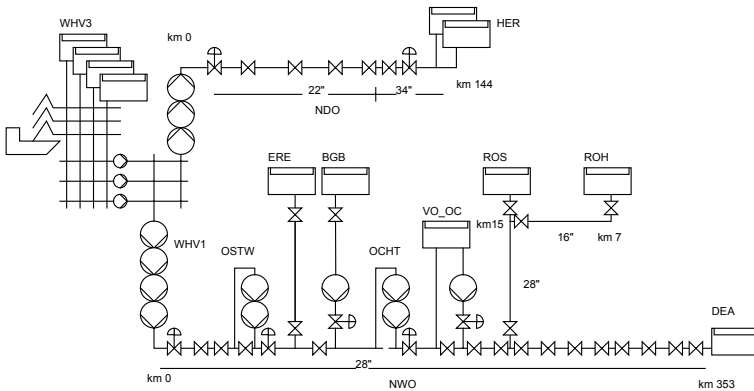 WHV3
HER
km 0
22"
34"
km 144
NDO
ERE
BGB
ROS
ROH
VO_OC
km15
WHV1
OSTW
OCHT
16"
km 7
28"
DEA
28"
km 0
NWO
km 353